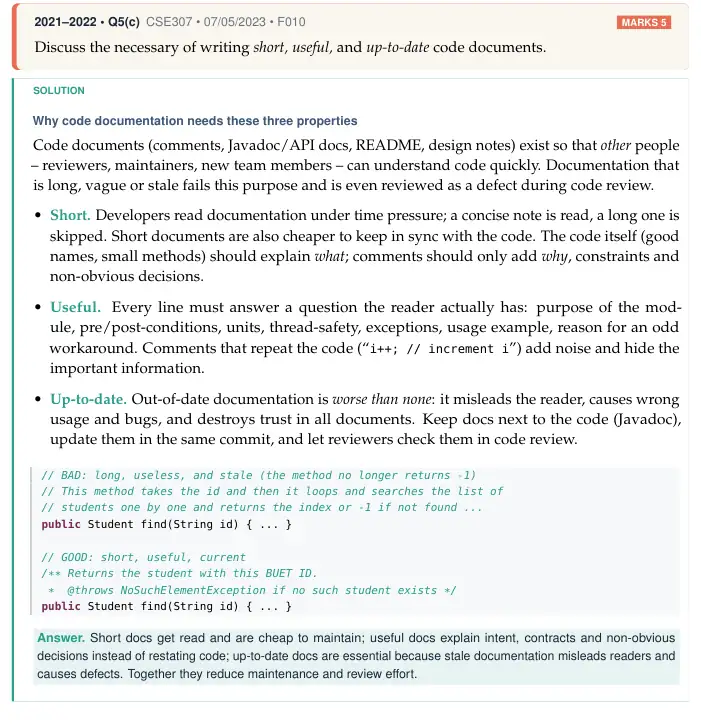 2021–2022 • Q5(c) CSE307 • 07/05/2023 • F010 MARKS 5
Discuss the necessary of writing short, useful, and up-to-date code documents.
SOLUTION
Why code documentation needs these three properties
Code documents (comments, Javadoc/API docs, README, design notes) exist so that other people
– reviewers, maintainers, new team members – can understand code quickly. Documentation that
is long, vague or stale fails this purpose and is even reviewed as a defect during code review.
• Short. Developers read documentation under time pressure; a concise note is read, a long one is
skipped. Short documents are also cheaper to keep in sync with the code. The code itself (good
names, small methods) should explain what; comments should only add why, constraints and
non-obvious decisions.
• Useful. Every line must answer a question the reader actually has: purpose of the mod-
ule, pre/post-conditions, units, thread-safety, exceptions, usage example, reason for an odd
workaround. Comments that repeat the code (“i++; // increment i”) add noise and hide the
important information.
• Up-to-date. Out-of-date documentation is worse than none: it misleads the reader, causes wrong
usage and bugs, and destroys trust in all documents. Keep docs next to the code (Javadoc),
update them in the same commit, and let reviewers check them in code review.
// BAD: long, useless, and stale (the method no longer returns -1)
// This method takes the id and then it loops and searches the list of
// students one by one and returns the index or -1 if not found ...
public Student find(String id) { ... }
// GOOD: short, useful, current
/** Returns the student with this BUET ID.
* @throws NoSuchElementException if no such student exists */
public Student find(String id) { ... }
Answer. Short docs get read and are cheap to maintain; useful docs explain intent, contracts and non-obvious
decisions instead of restating code; up-to-date docs are essential because stale documentation misleads readers and
causes defects. Together they reduce maintenance and review effort.